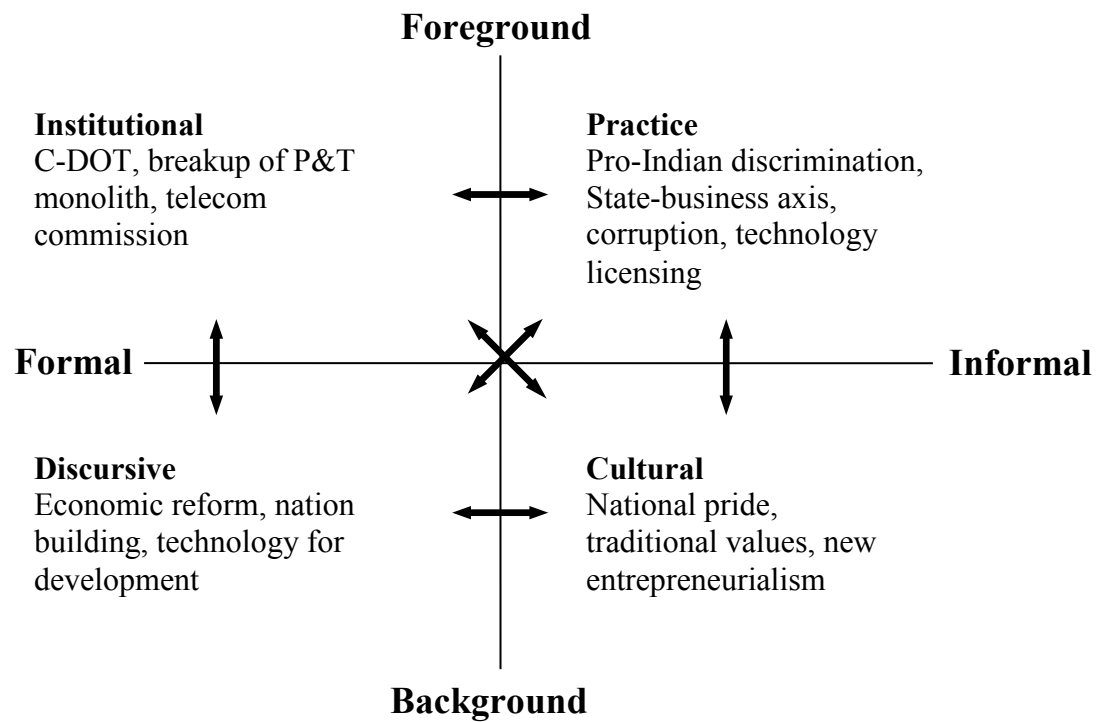 Foreground
Institutional
C-DOT, breakup of P&T
monolith, telecom
commission
Practice
Pro-Indian discrimination,
State-business axis,
corruption, technology
licensing
Formal
Informal
Discursive
Economic reform, nation
building, technology for
development
Cultural
National pride,
traditional values, new
entrepreneurialism
Background